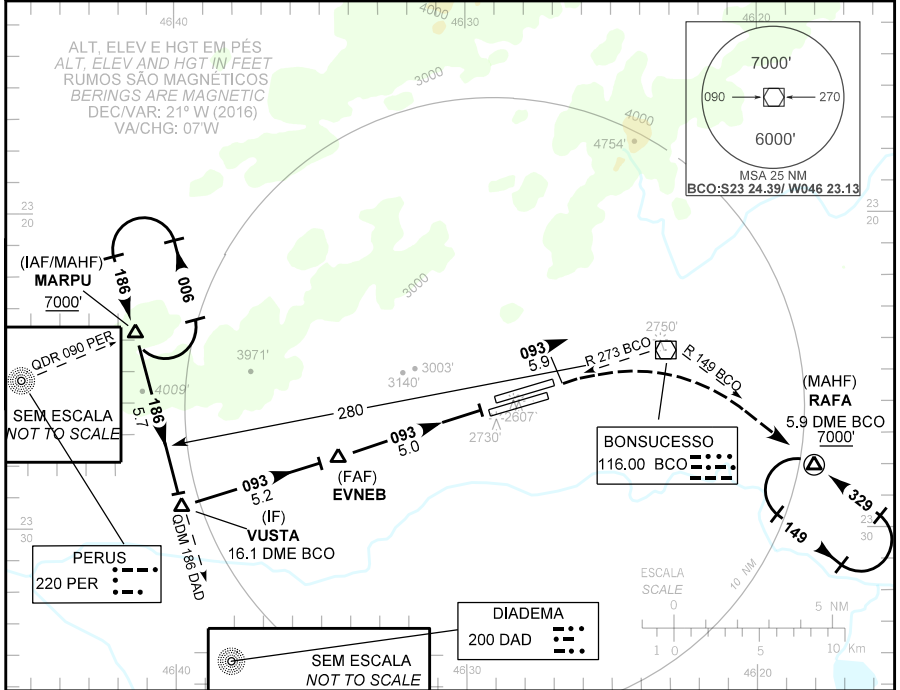 46 40
46 30
46 20
4000
ALT, ELEV E HGT EM PÉS
ALT, ELEV AND HGT IN FEET
RUMOS SÃO MAGNÉTICOS
BERINGS ARE MAGNETIC
DEC/VAR: 21º W (2016)
VA/CHG: 07'W
3000
4000
4754'
7000'
090
270
6000'
MSA 25 NM
BCO:S23 24.39/ W046 23.13
23
20
23
20
(IAF/MAHF)
MARPU
7000'
186
006
3000
QDR 090 PER
SEM ESCALA
NOT TO SCALE
4009'
186
5.7
3971'
3140'
3003'
280
093
5.9
R 273 BCO
2750'
R 149 BCO
2607'
2730'
(MAHF)
RAFA
5.9 DME BCO
7000'
BONSUCESSO
116.00 BCO
093
5.0
(FAF)
EVNEB
093
5.2
(IF)
VUSTA
16.1 DME BCO
QDM 186 DAD
329
149
23
30
23
30
PERUS
220 PER
ESCALA
SCALE
10 NM
0
5 NM
1
0
5
10 Km
DIADEMA
200 DAD
SEM ESCALA
NOT TO SCALE
46 40
46 30
46 20